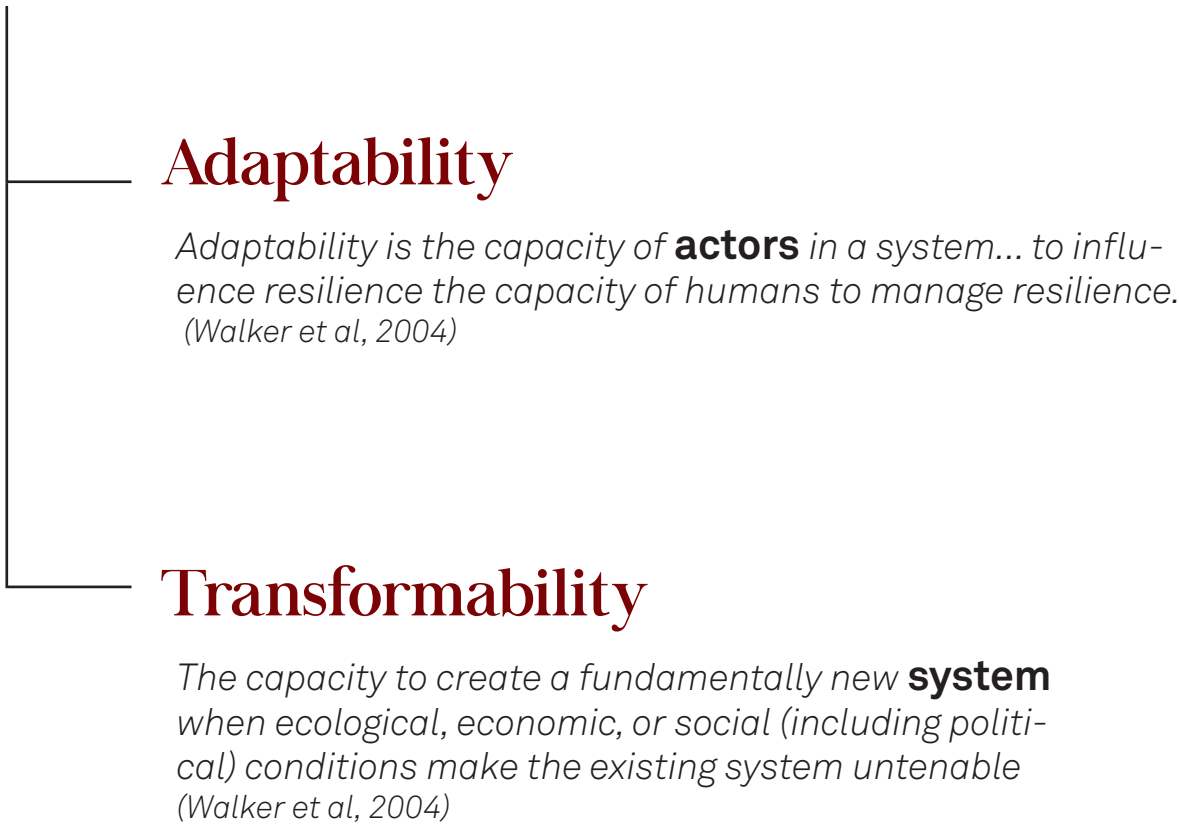 Adaptability
Adaptability is the capacity of actors in a system... to influ-
ence resilience the capacity of humans to manage resilience.
(Walker et al, 2004)
Transformability
The capacity to create a fundamentally new system
when ecological, economic, or social (including politi-
cal) conditions make the existing system untenable
(Walker et al, 2004)